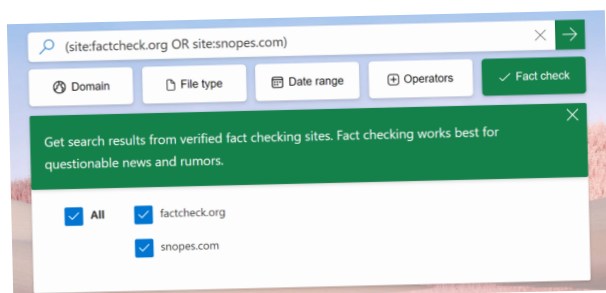 (site:factcheck.org OR site:snopes.com)
Domain
File type
Date range
Operators
Fact check
Get search results from verified fact checking sites. Fact checking works best for
questionable news and rumors.
All
factcheck.org
snopes.com